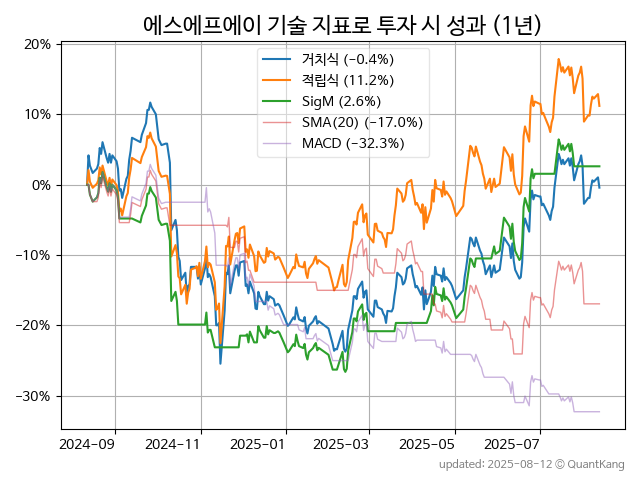 에스에프에이 기술 지표로 투자 시 성과 (1년)
거치식 (−0.4%)
적립식 (11.2%)
SigM (2.6%)
SMA(20) (−17.0%)
MACD (−32.3%)
20%
10%
0%
−10%
−20%
−30%
2024−09
2024−11
2025−01
2025−03
2025−05
2025−07
updated: 2025−08−12 © QuantKang